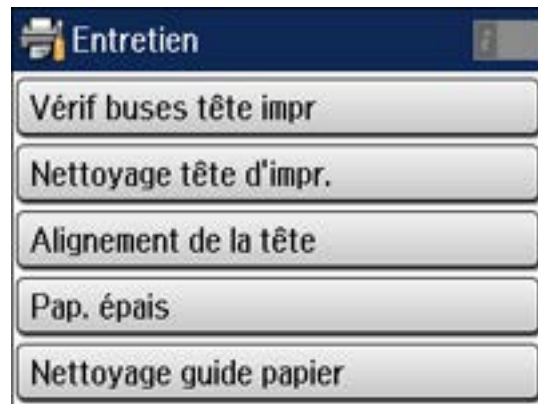 Entretien
Vérif buses tête impr
Nettoyage tête d'impr.
Alignement de la tête
Pap. épais
Nettoyage guide papier